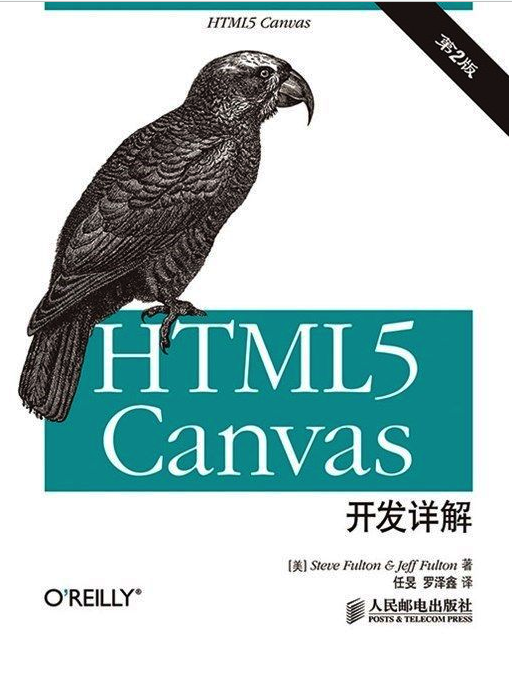 HTML5 Canvas
第2版
HTML5
Canvas
开发详解
[美] Steve Fulton & Jeff Fulton 著
任旻 罗泽鑫 译
O'REILLY®
人民邮电出版社
POSTS & TELECOM PRESS